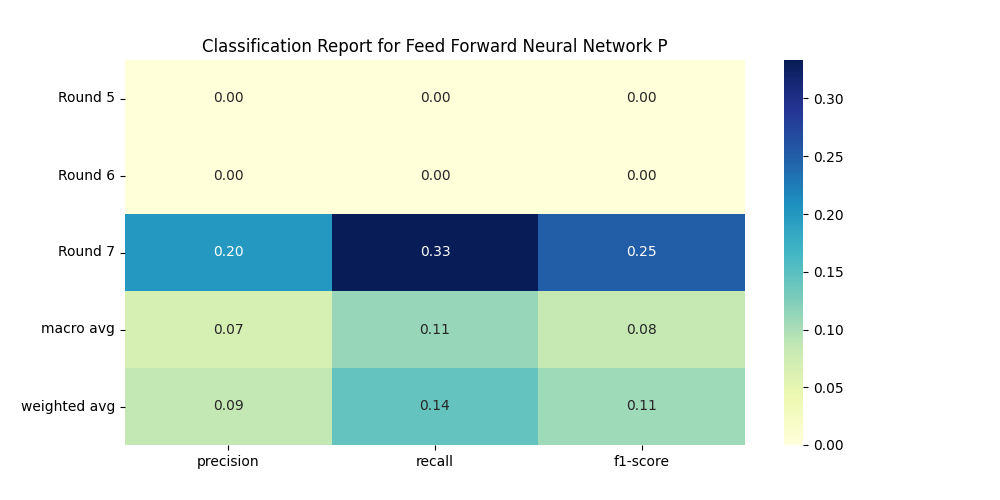 Classification Report for Feed Forward Neural Network P
Round 5 0.00 0.00 0.00
Round 6 0.00 0.00 0.00
Round 7 0.20 0.33 0.25
macro avg 0.07 0.11 0.08
weighted avg 0.09 0.14 0.11
precision recall f1-score
0.30
0.25
0.20
0.15
0.10
0.05
0.00